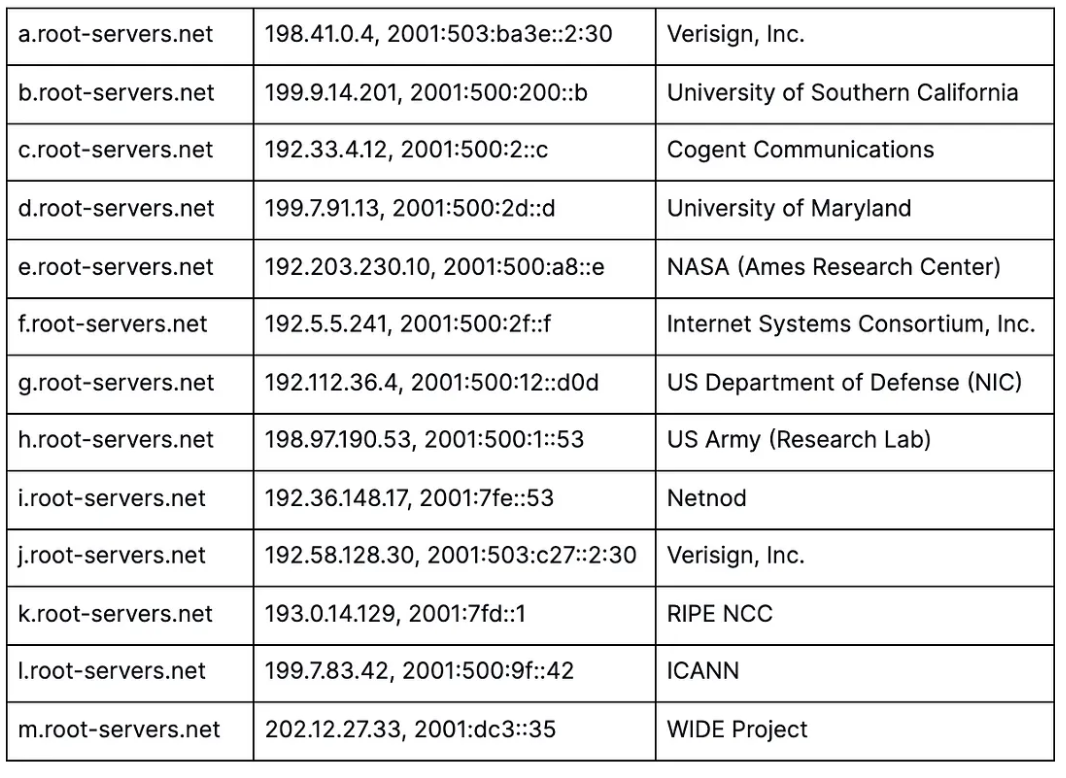 a.root-servers.net 198.41.0.4, 2001:503:ba3e::2:30 Verisign, Inc.
b.root-servers.net 199.9.14.201, 2001:500:200::b University of Southern California
c.root-servers.net 192.33.4.12, 2001:500:2::c Cogent Communications
d.root-servers.net 199.7.91.13, 2001:500:2d::d University of Maryland
e.root-servers.net 192.203.230.10, 2001:500:a8::e NASA (Ames Research Center)
f.root-servers.net 192.5.5.241, 2001:500:2f::f Internet Systems Consortium, Inc.
g.root-servers.net 192.112.36.4, 2001:500:12::d0d US Department of Defense (NIC)
h.root-servers.net 198.97.190.53, 2001:500:1::53 US Army (Research Lab)
i.root-servers.net 192.36.148.17, 2001:7fe::53 Netnod
j.root-servers.net 192.58.128.30, 2001:503:c27::2:30 Verisign, Inc.
k.root-servers.net 193.0.14.129, 2001:7fd::1 RIPE NCC
l.root-servers.net 199.7.83.42, 2001:500:9f::42 ICANN
m.root-servers.net 202.12.27.33, 2001:dc3::35 WIDE Project